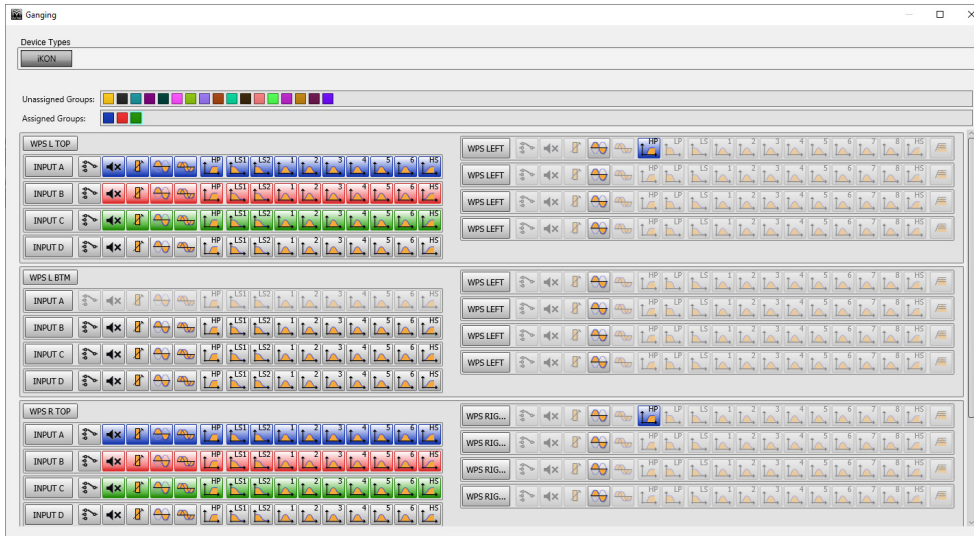 Ganging
Device Types
iKON
Unassigned Groups:
Assigned Groups:
WPS L TOP
INPUT A HP LS1 LS2 1 2 3 4 5 6 HS
INPUT B HP LS1 LS2 1 2 3 4 5 6 HS
INPUT C HP LS1 LS2 1 2 3 4 5 6 HS
INPUT D HP LS1 LS2 1 2 3 4 5 6 HS
WPS LEFT HP LP LS 1 2 3 4 5 6 7 8 HS
WPS LEFT HP LP LS 1 2 3 4 5 6 7 8 HS
WPS LEFT HP LP LS 1 2 3 4 5 6 7 8 HS
WPS LEFT HP LP LS 1 2 3 4 5 6 7 8 HS
WPS L BTM
INPUT A HP LS1 LS2 1 2 3 4 5 6 HS
INPUT B HP LS1 LS2 1 2 3 4 5 6 HS
INPUT C HP LS1 LS2 1 2 3 4 5 6 HS
INPUT D HP LS1 LS2 1 2 3 4 5 6 HS
WPS LEFT HP LP LS 1 2 3 4 5 6 7 8 HS
WPS LEFT HP LP LS 1 2 3 4 5 6 7 8 HS
WPS LEFT HP LP LS 1 2 3 4 5 6 7 8 HS
WPS LEFT HP LP LS 1 2 3 4 5 6 7 8 HS
WPS R TOP
INPUT A HP LS1 LS2 1 2 3 4 5 6 HS
INPUT B HP LS1 LS2 1 2 3 4 5 6 HS
INPUT C HP LS1 LS2 1 2 3 4 5 6 HS
INPUT D HP LS1 LS2 1 2 3 4 5 6 HS
WPS RIG... HP LP LS 1 2 3 4 5 6 7 8 HS
WPS RIG... HP LP LS 1 2 3 4 5 6 7 8 HS
WPS RIG... HP LP LS 1 2 3 4 5 6 7 8 HS
WPS RIG... HP LP LS 1 2 3 4 5 6 7 8 HS